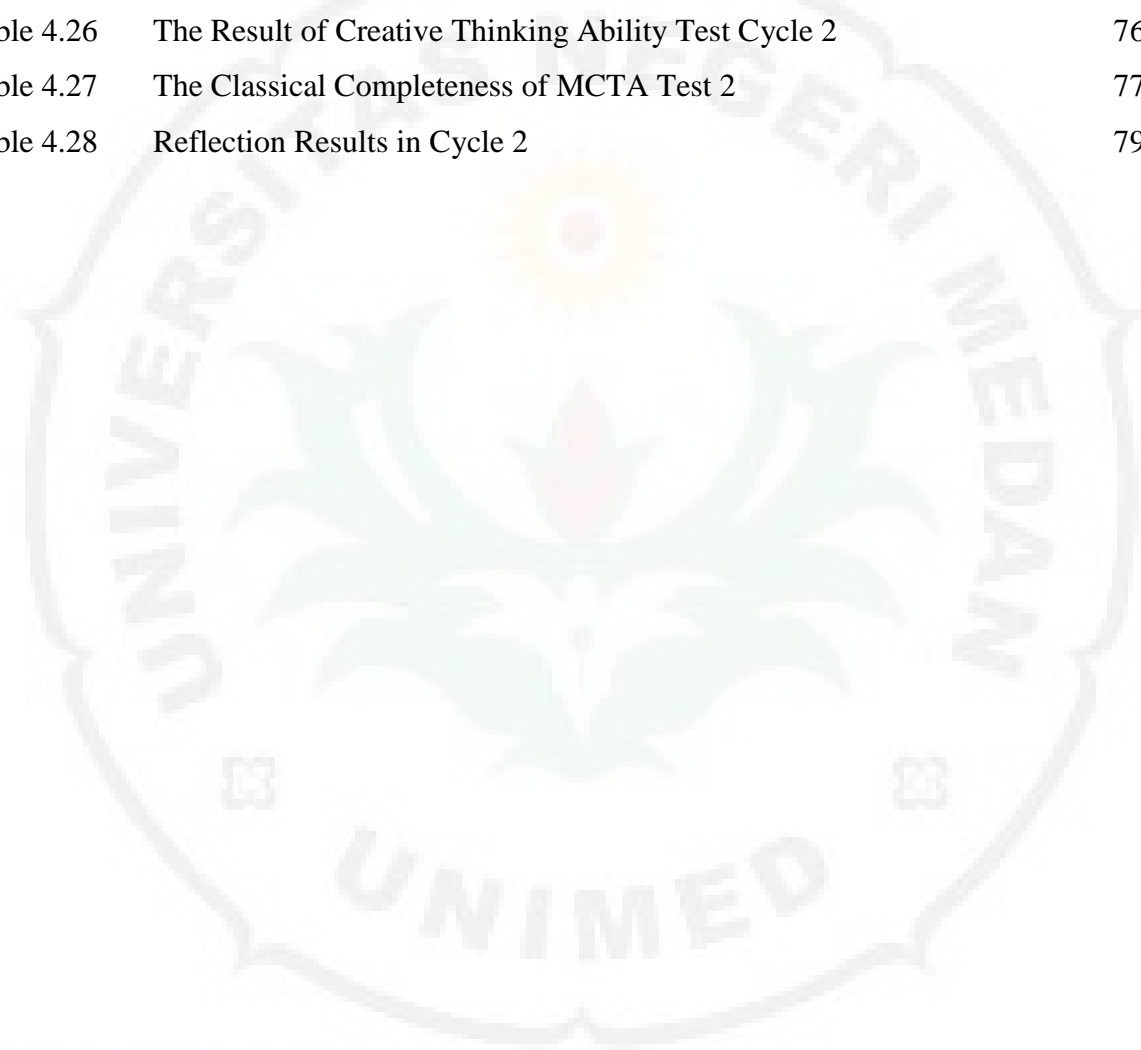 ble 4.26 The Result of Creative Thinking Ability Test Cycle 2 76
ble 4.27 The Classical Completeness of MCTA Test 2 77
ble 4.28 Reflection Results in Cycle 2 79
UNIVERSITAS NEGERI MEDAN
UNIMED